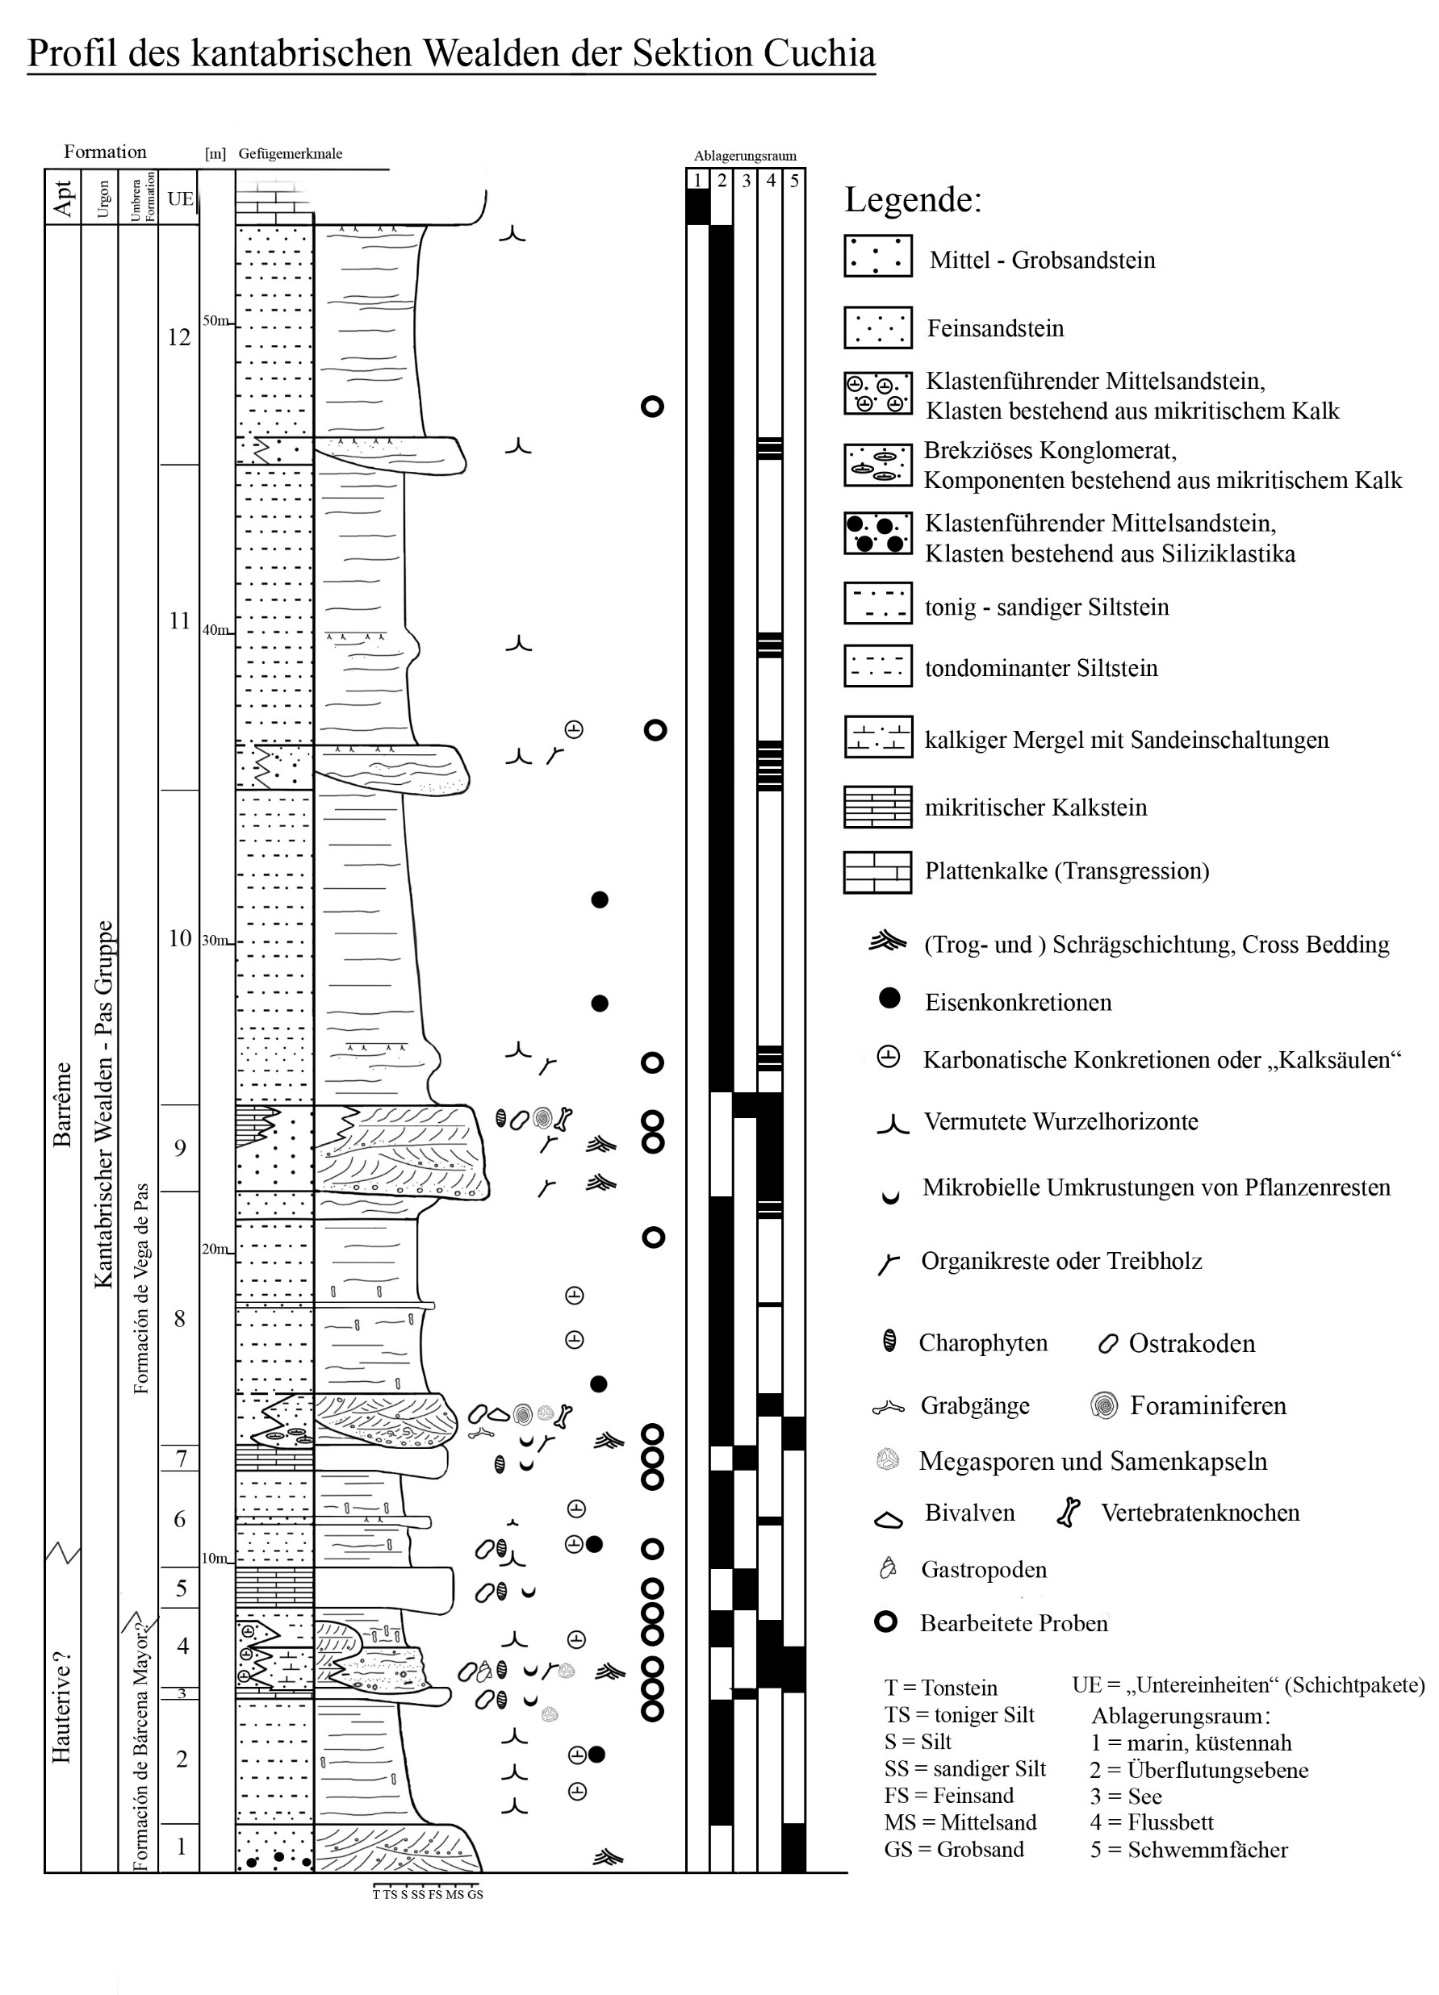 Profil des kantabrischen Wealden der Sektion Cuchia
Formation
[m] Gefügemerkmale
Ablagerungsraum
Apt
Urgon
Umbrera
Formation
UE
1 2 3 4 5
12
50m
11
40m
10
30m
9
20m
8
7
6
10m
5
4
3
2
1
Barrême
Hauterive?
Kantabrischer Wealden - Pas Gruppe
Formación de Vega de Pas
Formación de Bárcena Mayor?
T TS S SS FS MS GS
Legende:
Mittel - Grobsandstein
Feinsandstein
Klastenführender Mittelsandstein,
Klasten bestehend aus mikritischem Kalk
Brekziöses Konglomerat,
Komponenten bestehend aus mikritischem Kalk
Klastenführender Mittelsandstein,
Klasten bestehend aus Siliziklastika
tonig - sandiger Siltstein
tondominanter Siltstein
kalkiger Mergel mit Sandeinschaltungen
mikritischer Kalkstein
Plattenkalke (Transgression)
(Trog- und ) Schrägschichtung, Cross Bedding
Eisenkonkretionen
Karbonatische Konkretionen oder „Kalksäulen“
Vermutete Wurzelhorizonte
Mikrobielle Umkrustungen von Pflanzenresten
Organikreste oder Treibholz
Charophyten
Ostrakoden
Grabgänge
Foraminiferen
Megasporen und Samenkapseln
Bivalven
Vertebratenknochen
Gastropoden
Bearbeitete Proben
T = Tonstein
TS = toniger Silt
S = Silt
SS = sandiger Silt
FS = Feinsand
MS = Mittelsand
GS = Grobsand
UE = „Untereinheiten“ (Schichtpakete)
Ablagerungsraum:
1 = marin, küstennah
2 = Überflutungsebene
3 = See
4 = Flussbett
5 = Schwemmfächer